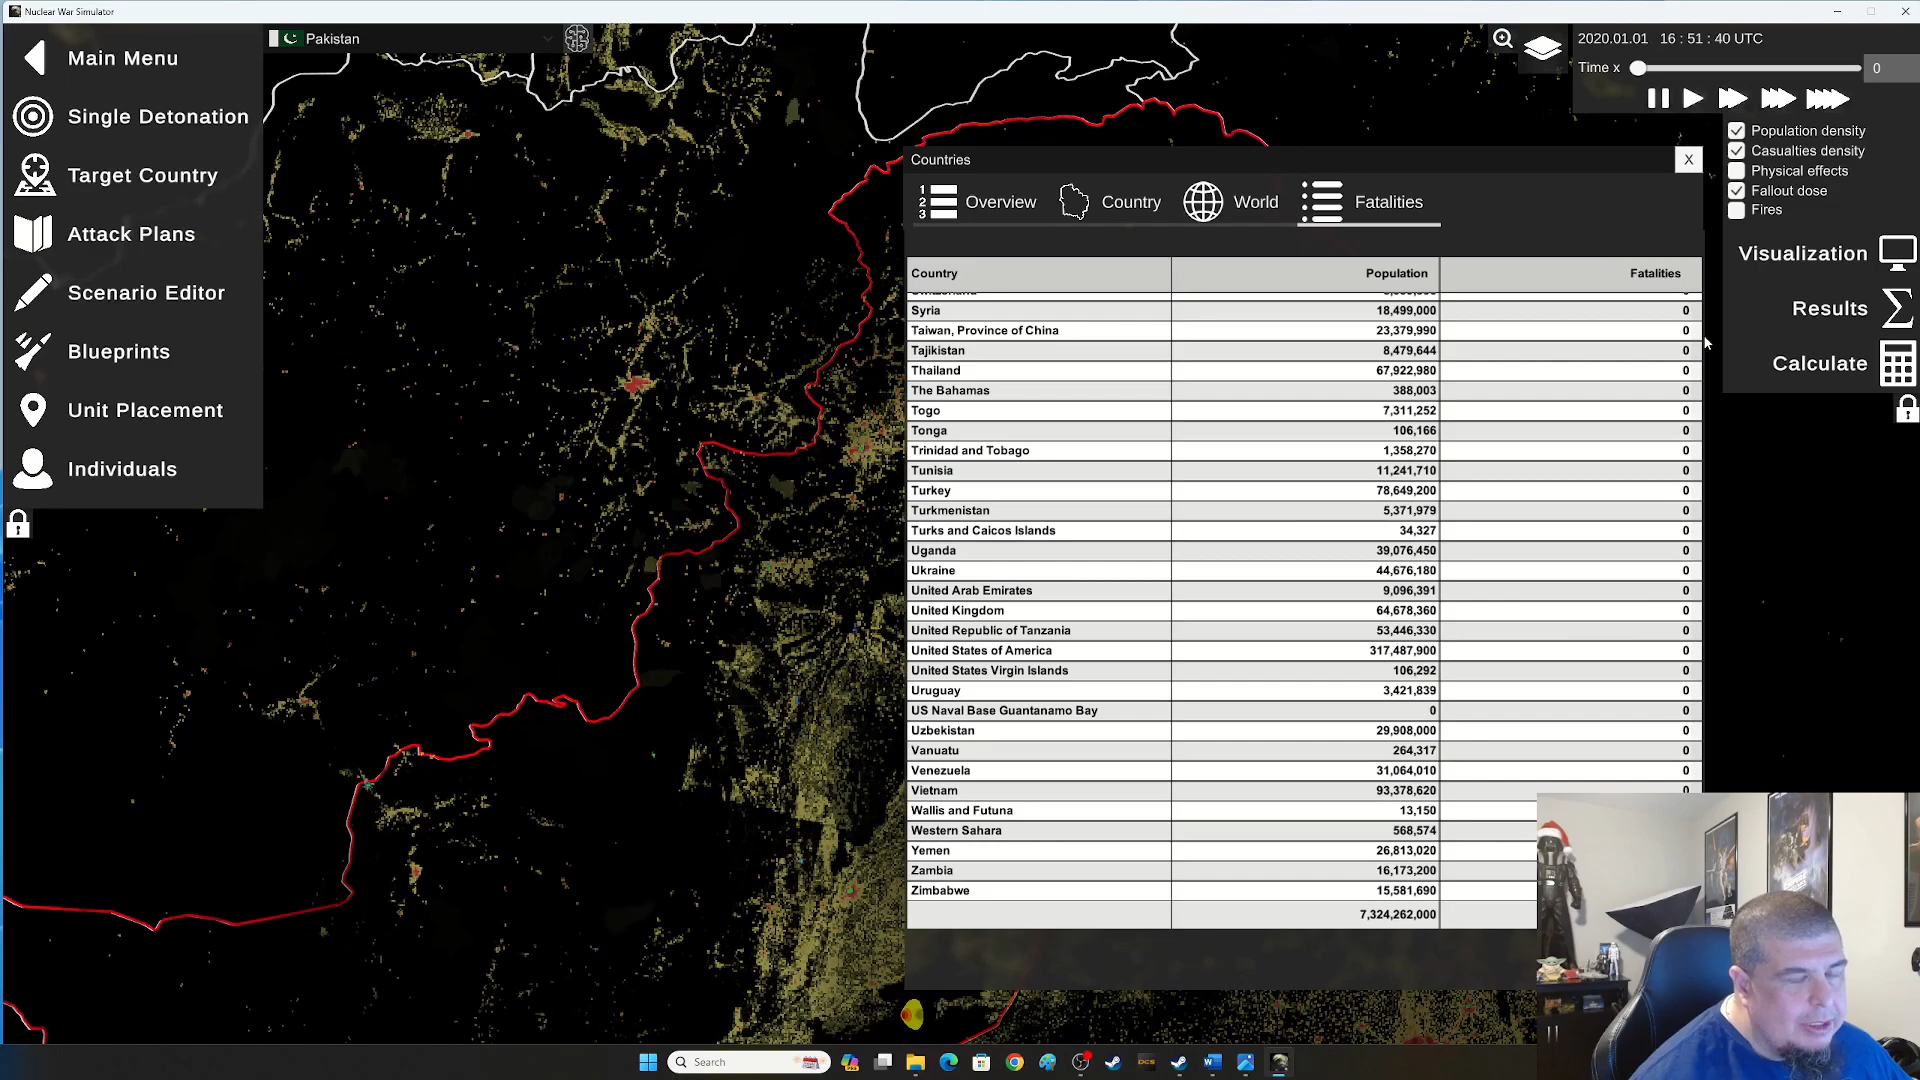 Nuclear War Simulator
Main Menu
Single Detonation
Target Country
Attack Plans
Scenario Editor
Blueprints
Unit Placement
Individuals
Pakistan
2020.01.01 16 : 51 : 40 UTC
Time x 0
Population density
Casualties density
Physical effects
Fallout dose
Fires
Visualization
Results
Calculate
Countries X
Overview Country World Fatalities
Country Population Fatalities
Syria 18,499,000 0
Taiwan, Province of China 23,379,990 0
Tajikistan 8,479,644 0
Thailand 67,922,980 0
The Bahamas 388,003 0
Togo 7,311,252 0
Tonga 106,166 0
Trinidad and Tobago 1,358,270 0
Tunisia 11,241,710 0
Turkey 78,649,200 0
Turkmenistan 5,371,979 0
Turks and Caicos Islands 34,327 0
Uganda 39,076,450 0
Ukraine 44,676,180 0
United Arab Emirates 9,096,391 0
United Kingdom 64,678,360 0
United Republic of Tanzania 53,446,330 0
United States of America 317,487,900 0
United States Virgin Islands 106,292 0
Uruguay 3,421,839 0
US Naval Base Guantanamo Bay 0 0
Uzbekistan 29,908,000 0
Vanuatu 264,317 0
Venezuela 31,064,010 0
Vietnam 93,378,620 0
Wallis and Futuna 13,150
Western Sahara 568,574
Yemen 26,813,020
Zambia 16,173,200
Zimbabwe 15,581,690
7,324,262,000
Search
DCS